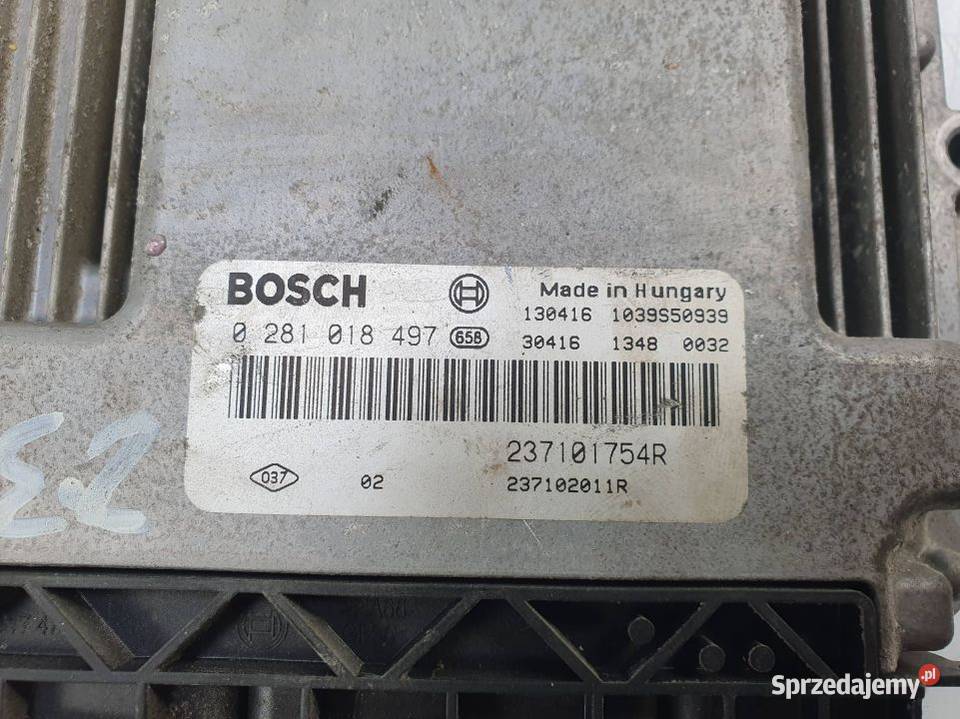 BOSCH
Made in Hungary
130416 1039S50939
0 281 018 497 658
30416 1348 0032
237101754R
037 02 237102011R
Sprzedajemy.pl